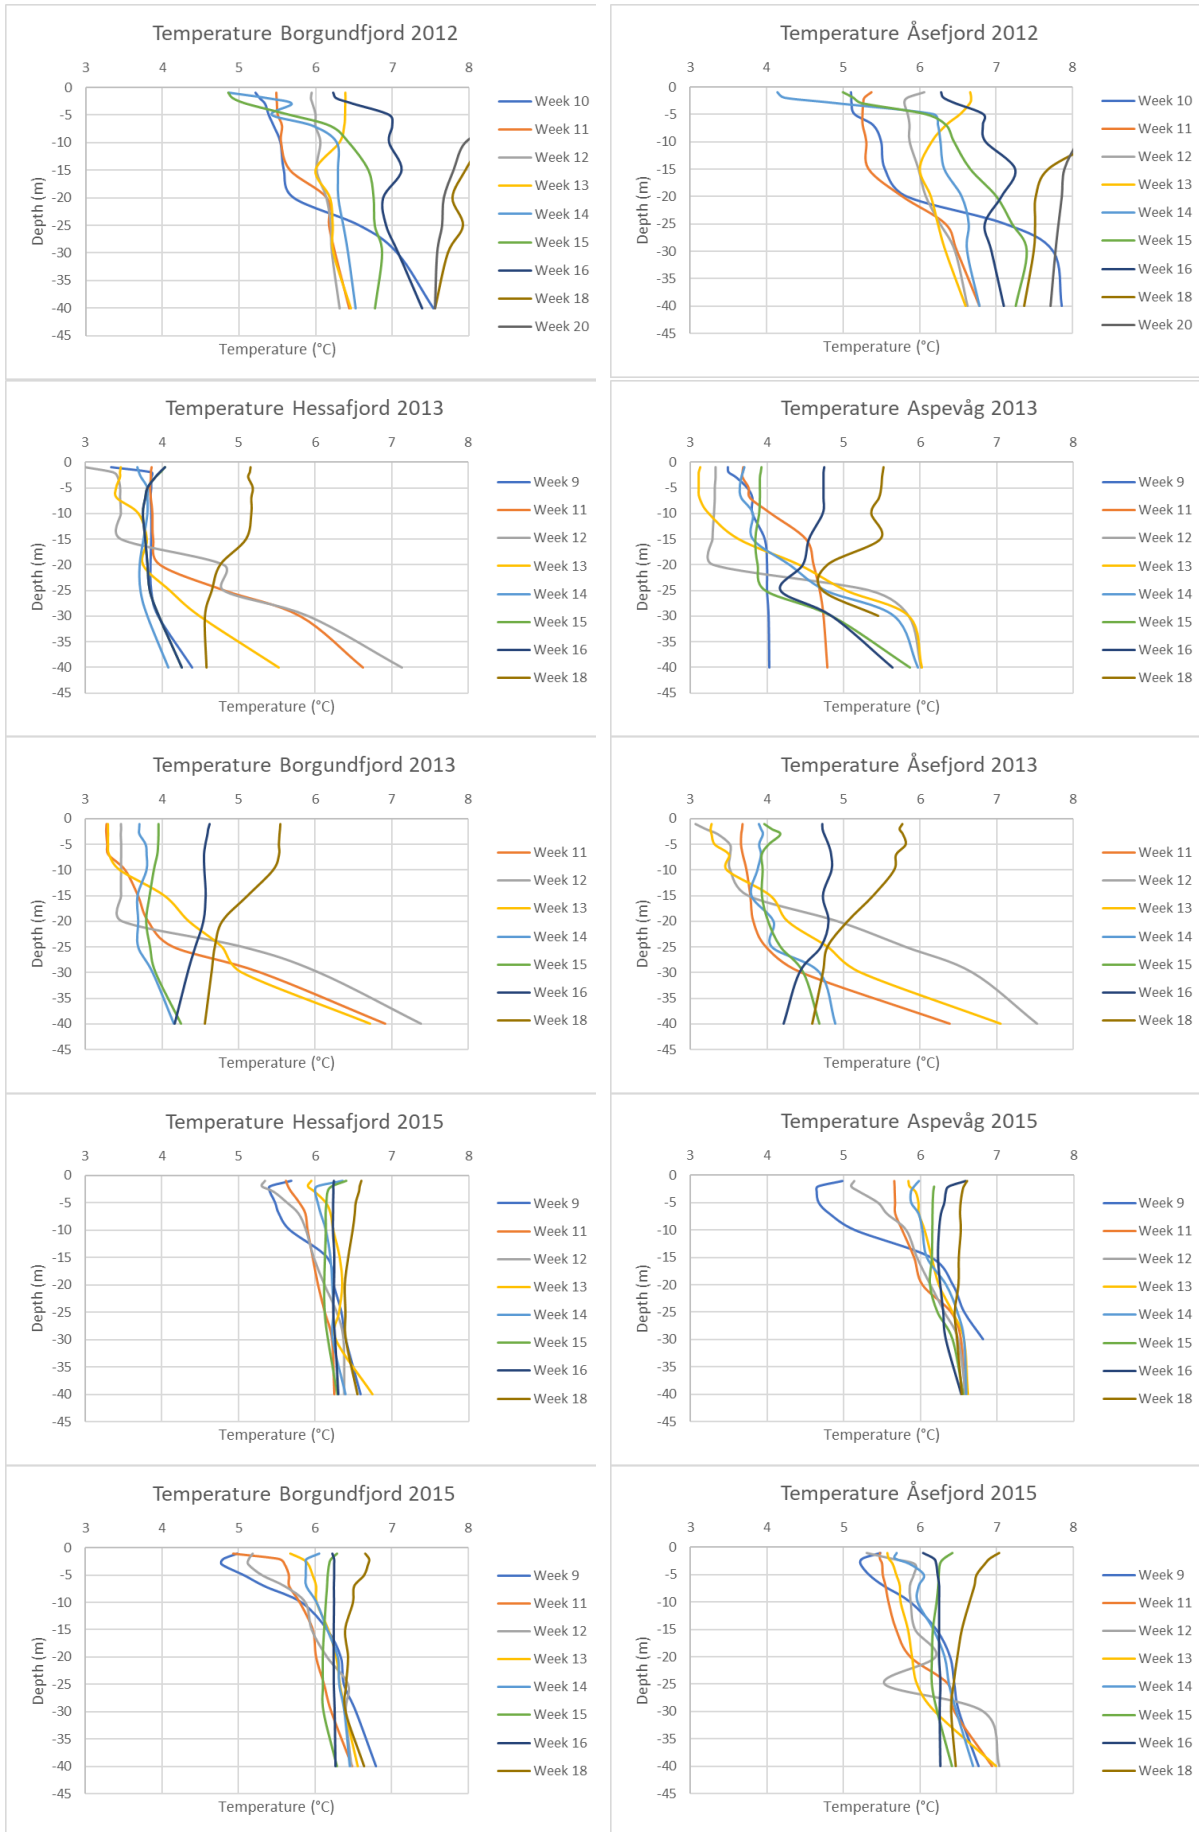 Temperature Borgundfjord 2012
3 4 5 6 7 8
0
-5
-10
-15
-20
-25
-30
-35
-40
-45
Depth (m)
Temperature (°C)
Week 10
Week 11
Week 12
Week 13
Week 14
Week 15
Week 16
Week 18
Week 20
Temperature Åsefjord 2012
3 4 5 6 7 8
0
-5
-10
-15
-20
-25
-30
-35
-40
-45
Depth (m)
Temperature (°C)
Week 10
Week 11
Week 12
Week 13
Week 14
Week 15
Week 16
Week 18
Week 20
Temperature Hessafjord 2013
3 4 5 6 7 8
0
-5
-10
-15
-20
-25
-30
-35
-40
-45
Depth (m)
Temperature (°C)
Week 9
Week 11
Week 12
Week 13
Week 14
Week 15
Week 16
Week 18
Temperature Aspevåg 2013
3 4 5 6 7 8
0
-5
-10
-15
-20
-25
-30
-35
-40
-45
Depth (m)
Temperature (°C)
Week 9
Week 11
Week 12
Week 13
Week 14
Week 15
Week 16
Week 18
Temperature Borgundfjord 2013
3 4 5 6 7 8
0
-5
-10
-15
-20
-25
-30
-35
-40
-45
Depth (m)
Temperature (°C)
Week 11
Week 12
Week 13
Week 14
Week 15
Week 16
Week 18
Temperature Åsefjord 2013
3 4 5 6 7 8
0
-5
-10
-15
-20
-25
-30
-35
-40
-45
Depth (m)
Temperature (°C)
Week 11
Week 12
Week 13
Week 14
Week 15
Week 16
Week 18
Temperature Hessafjord 2015
3 4 5 6 7 8
0
-5
-10
-15
-20
-25
-30
-35
-40
-45
Depth (m)
Temperature (°C)
Week 9
Week 11
Week 12
Week 13
Week 14
Week 15
Week 16
Week 18
Temperature Aspevåg 2015
3 4 5 6 7 8
0
-5
-10
-15
-20
-25
-30
-35
-40
-45
Depth (m)
Temperature (°C)
Week 9
Week 11
Week 12
Week 13
Week 14
Week 15
Week 16
Week 18
Temperature Borgundfjord 2015
3 4 5 6 7 8
0
-5
-10
-15
-20
-25
-30
-35
-40
-45
Depth (m)
Temperature (°C)
Week 9
Week 11
Week 12
Week 13
Week 14
Week 15
Week 16
Week 18
Temperature Åsefjord 2015
3 4 5 6 7 8
0
-5
-10
-15
-20
-25
-30
-35
-40
-45
Depth (m)
Temperature (°C)
Week 9
Week 11
Week 12
Week 13
Week 14
Week 15
Week 16
Week 18